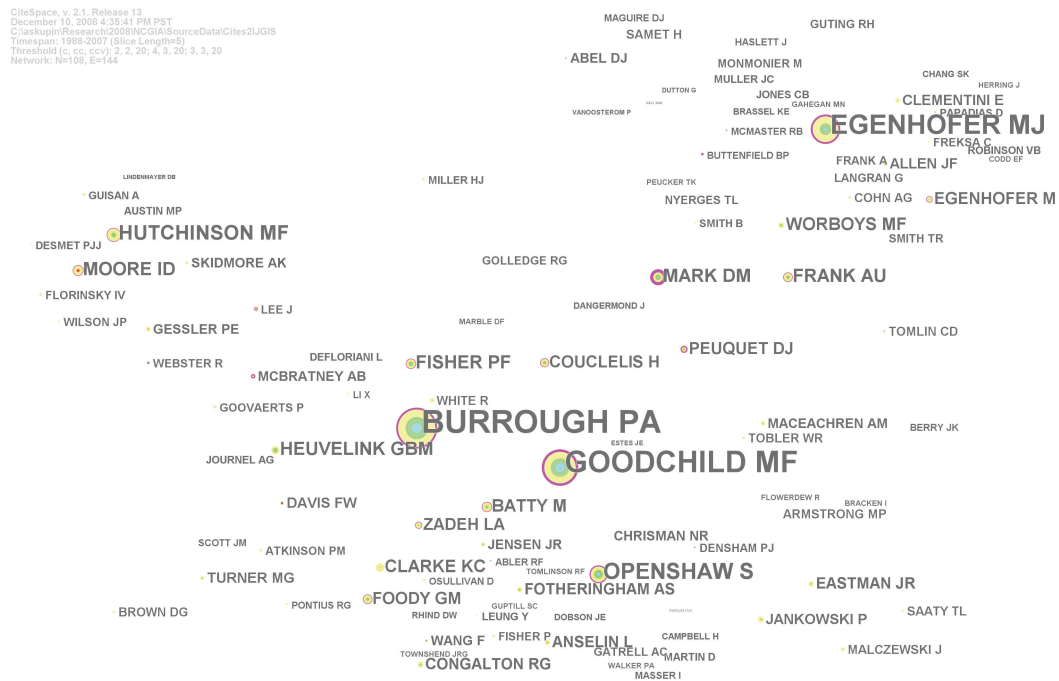 CiteSpace, v. 2.1. Release 13
December 10, 2008 4:35:41 PM PST
C:\askupin\Research\2008\NCGIA\SourceData\Cites2IJGIS
Timespan: 1988-2007 (Slice Length=5)
Threshold (c, cc, ccv): 2, 2, 20; 4, 3, 20; 3, 3, 20
Network: N=108, E=144
MAGUIRE DJ
GUTING RH
SAMET H
HASLETT J
ABEL DJ
MONMONIER M
CHANG SK
MULLER JC
HERRING J
DUTTON G
JONES CB
CLEMENTINI E
GAHEGAN MN
VANOOSTEROM P
BRASSEL KE
PAPADIAS D
EGENHOFER MJ
MCMASTER RB
FREKSA C
ROBINSON VB
BUTTENFIELD BP
FRANK A
ALLEN JF
CODD EF
LINDENMAYER DB
MILLER HJ
PEUCKER TK
LANGRAN G
GUISAN A
NYERGES TL
COHN AG
EGENHOFER M
AUSTIN MP
SMITH B
WORBOYS MF
HUTCHINSON MF
SMITH TR
DESMET PJJ
GOLLEDGE RG
SKIDMORE AK
MOORE ID
MARK DM
FRANK AU
FLORINSKY IV
DANGERMOND J
LEE J
WILSON JP
MARBLE DF
GESSLER PE
TOMLIN CD
PEUQUET DJ
DEFLORIANI L
WEBSTER R
FISHER PF
COUCLELIS H
MCBRATNEY AB
LI X
WHITE R
GOOVAERTS P
BURROUGH PA
MACEACHREN AM
BERRY JK
TOBLER WR
ESTES JE
HEUVELINK GBM
JOURNEL AG
GOODCHILD MF
FLOWERDEW R
DAVIS FW
BRACKEN I
BATTY M
ARMSTRONG MP
ZADEH LA
CHRISMAN NR
SCOTT JM
JENSEN JR
DENSHAM PJ
ATKINSON PM
ABLER RF
CLARKE KC
TOMLINSON RF
OPENSHAW S
TURNER MG
OSULLIVAN D
EASTMAN JR
FOTHERINGHAM AS
FOODY GM
PONTIUS RG
GUPTILL SC
BROWN DG
RHIND DW
LEUNG Y
DOBSON JE
SAATY TL
JANKOWSKI P
FISHER P
CAMPBELL H
WANG F
ANSELIN L
MALCZEWSKI J
TOWNSHEND JRG
GATRELL AC
MARTIN D
CONGALTON RG
WALKER PA
MASSER I